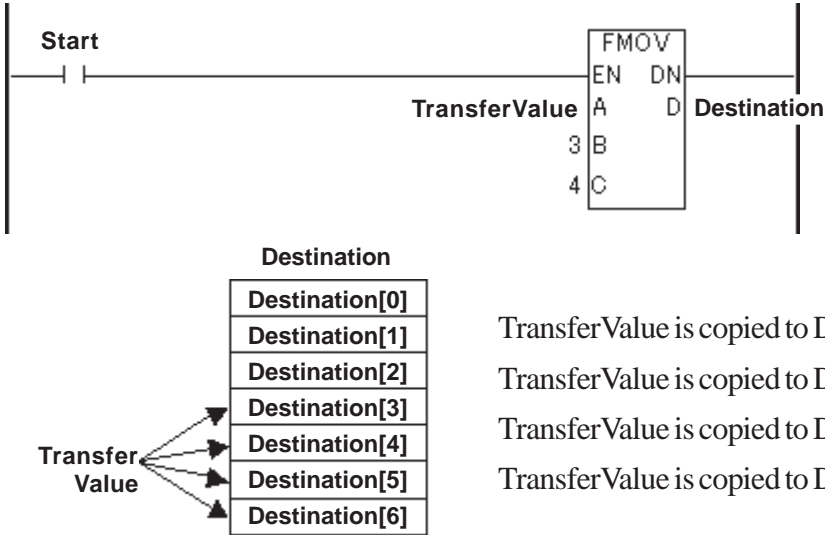 Start
FMOV
EN DN
TransferValue A D Destination
3 B
4 C
Destination
Destination[0]
Destination[1]
Destination[2]
Destination[3]
Destination[4]
Destination[5]
Destination[6]
Transfer
Value
TransferValue is copied to D
TransferValue is copied to D
TransferValue is copied to D
TransferValue is copied to D